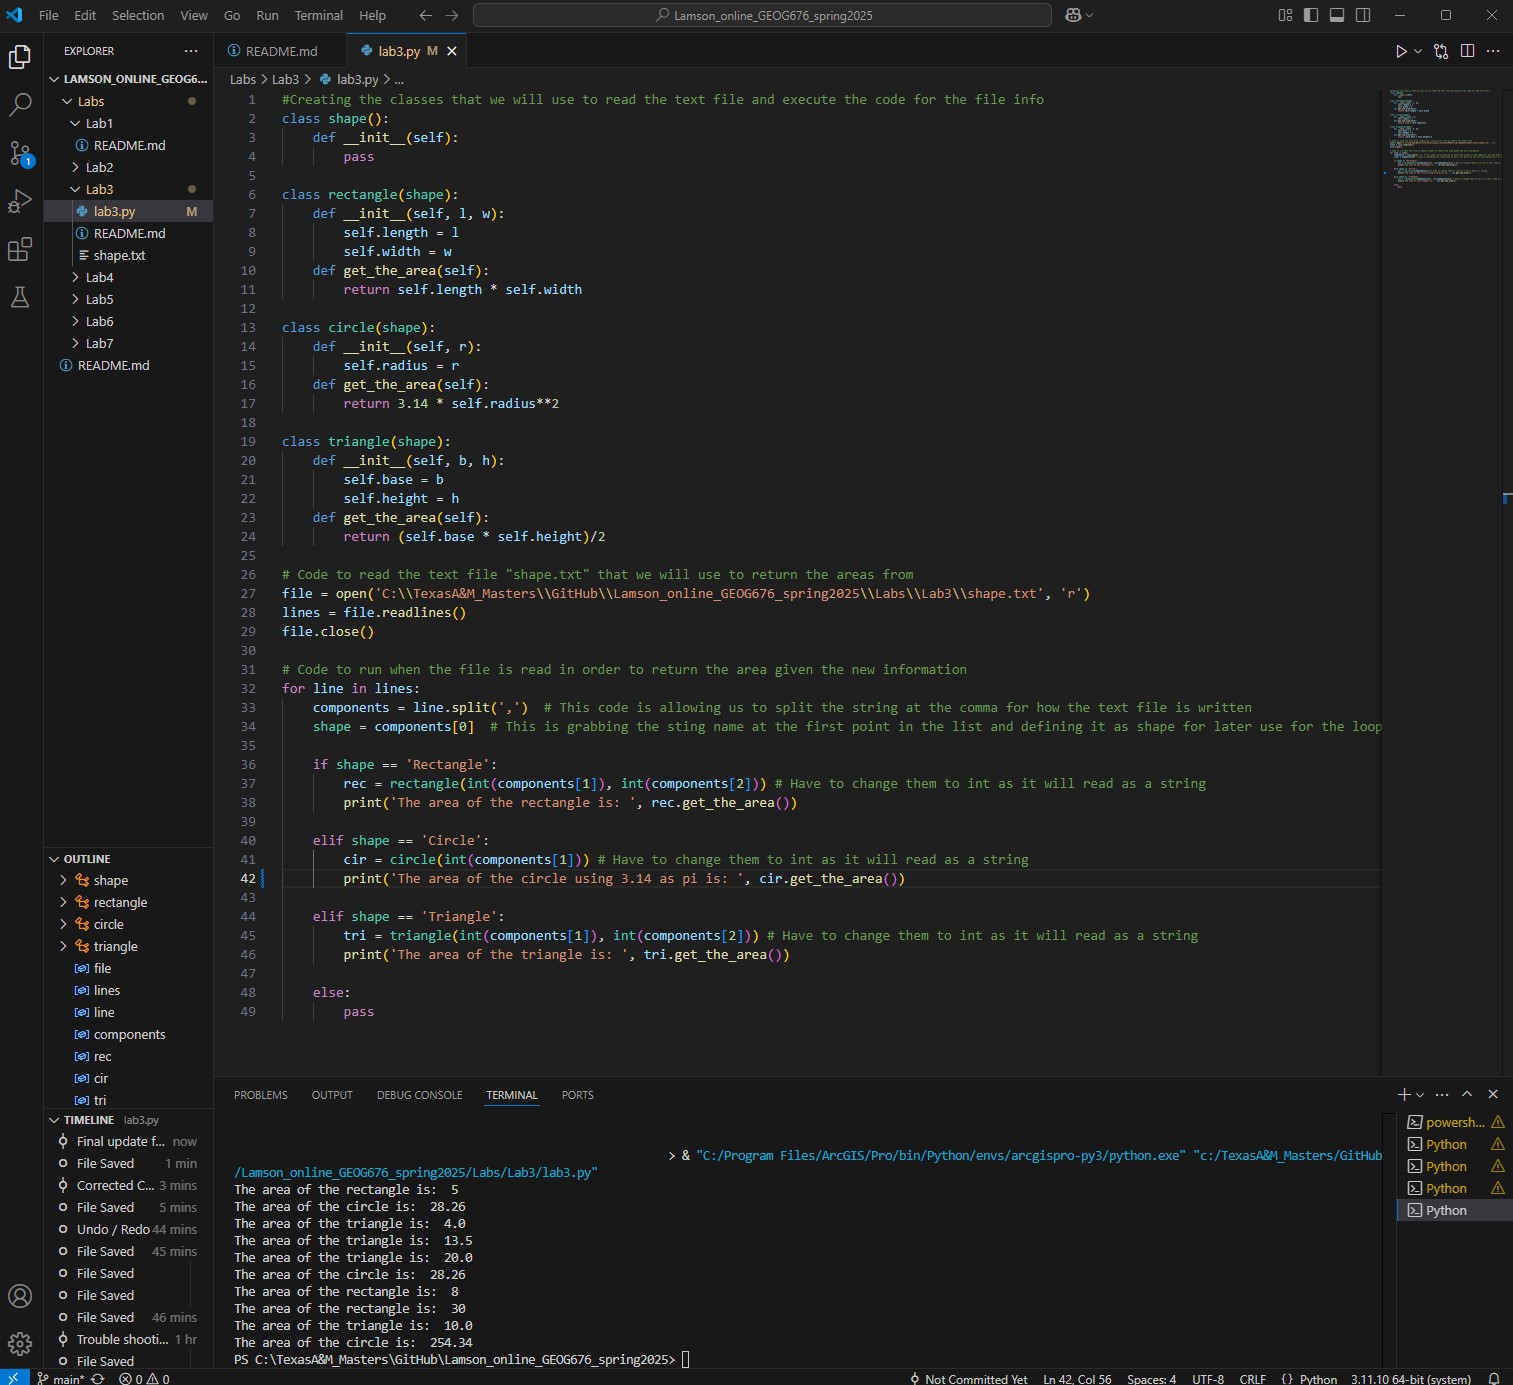 File Edit Selection View Go Run Terminal Help
Lamson_online_GEOG676_spring2025
EXPLORER
LAMSON_ONLINE_GEOG6...
Labs
Lab1
README.md
Lab2
Lab3
lab3.py M
README.md
shape.txt
Lab4
Lab5
Lab6
Lab7
README.md
OUTLINE
shape
rectangle
circle
triangle
file
lines
line
components
rec
cir
tri
TIMELINE lab3.py
Final update f... now
File Saved 1 min
Corrected C... 3 mins
File Saved 5 mins
Undo / Redo 44 mins
File Saved 45 mins
File Saved
File Saved
File Saved 46 mins
Trouble shooti... 1 hr
File Saved
README.md lab3.py M
Labs > Lab3 > lab3.py > ...
1 #Creating the classes that we will use to read the text file and execute the code for the file info
2 class shape():
3 def __init__(self):
4 pass
5
6 class rectangle(shape):
7 def __init__(self, l, w):
8 self.length = l
9 self.width = w
10 def get_the_area(self):
11 return self.length * self.width
12
13 class circle(shape):
14 def __init__(self, r):
15 self.radius = r
16 def get_the_area(self):
17 return 3.14 * self.radius**2
18
19 class triangle(shape):
20 def __init__(self, b, h):
21 self.base = b
22 self.height = h
23 def get_the_area(self):
24 return (self.base * self.height)/2
25
26 # Code to read the text file "shape.txt" that we will use to return the areas from
27 file = open('C:\\TexasA&M_Masters\\GitHub\\Lamson_online_GEOG676_spring2025\\Labs\\Lab3\\shape.txt', 'r')
28 lines = file.readlines()
29 file.close()
30
31 # Code to run when the file is read in order to return the area given the new information
32 for line in lines:
33 components = line.split(',') # This code is allowing us to split the string at the comma for how the text file is written
34 shape = components[0] # This is grabbing the sting name at the first point in the list and defining it as shape for later use for the loop
35
36 if shape == 'Rectangle':
37 rec = rectangle(int(components[1]), int(components[2])) # Have to change them to int as it will read as a string
38 print('The area of the rectangle is: ', rec.get_the_area())
39
40 elif shape == 'Circle':
41 cir = circle(int(components[1])) # Have to change them to int as it will read as a string
42 print('The area of the circle using 3.14 as pi is: ', cir.get_the_area())
43
44 elif shape == 'Triangle':
45 tri = triangle(int(components[1]), int(components[2])) # Have to change them to int as it will read as a string
46 print('The area of the triangle is: ', tri.get_the_area())
47
48 else:
49 pass
PROBLEMS OUTPUT DEBUG CONSOLE TERMINAL PORTS
> & "C:/Program Files/ArcGIS/Pro/bin/Python/envs/arcgispro-py3/python.exe" "c:/TexasA&M_Masters/GitHub
/Lamson_online_GEOG676_spring2025/Labs/Lab3/lab3.py"
The area of the rectangle is: 5
The area of the circle is: 28.26
The area of the triangle is: 4.0
The area of the triangle is: 13.5
The area of the triangle is: 20.0
The area of the circle is: 28.26
The area of the rectangle is: 8
The area of the rectangle is: 30
The area of the triangle is: 10.0
The area of the circle is: 254.34
PS C:\TexasA&M_Masters\GitHub\Lamson_online_GEOG676_spring2025>
powersh...
Python
Python
Python
Python
1
main* 0 0 Not Committed Yet Ln 42, Col 56 Spaces: 4 UTF-8 CRLF {} Python 3.11.10 64-bit (system)